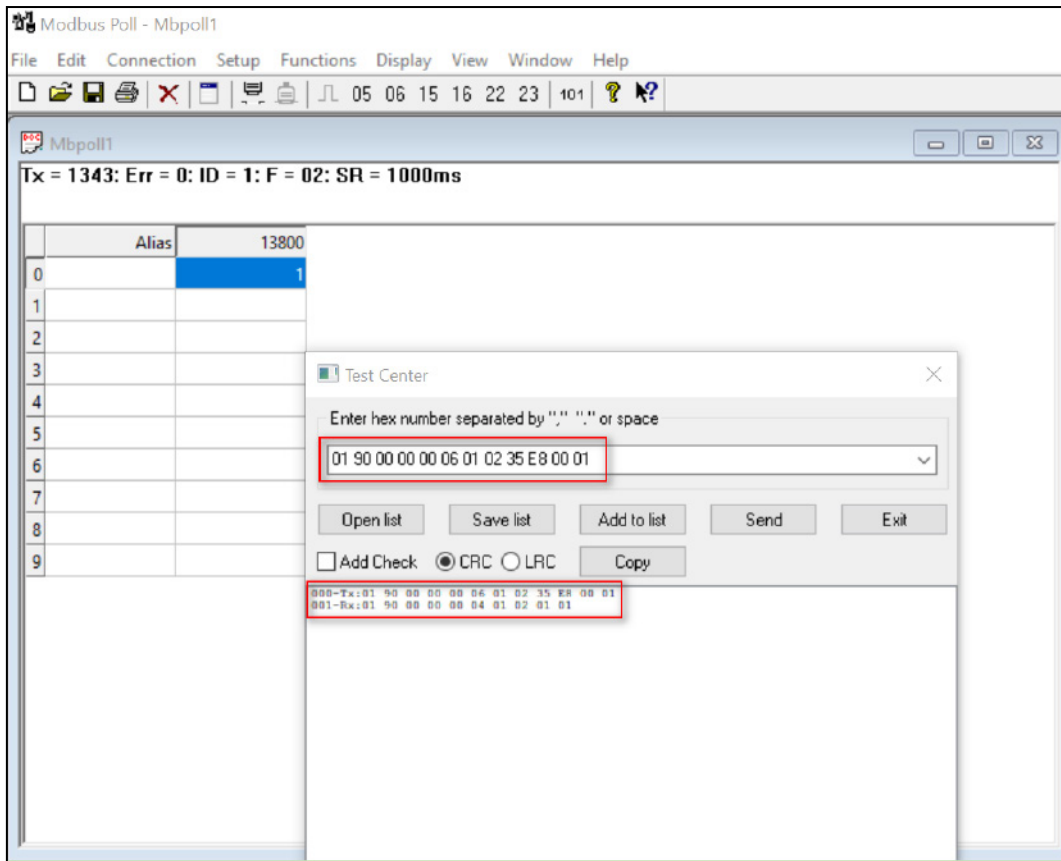 Modbus Poll - Mbpoll1
File Edit Connection Setup Functions Display View Window Help
05 06 15 16 22 23 101
Mbpoll1
Tx = 1343: Err = 0: ID = 1: F = 02: SR = 1000ms
Alias 13800
0 1
1
2
3
4
5
6
7
8
9
Test Center
Enter hex number separated by "," "." or space
01 90 00 00 00 06 01 02 35 E8 00 01
Open list Save list Add to list Send Exit
Add Check CRC LRC Copy
000-Tx:01 90 00 00 00 06 01 02 35 E8 00 01
001-Rx:01 90 00 00 00 04 01 02 01 01